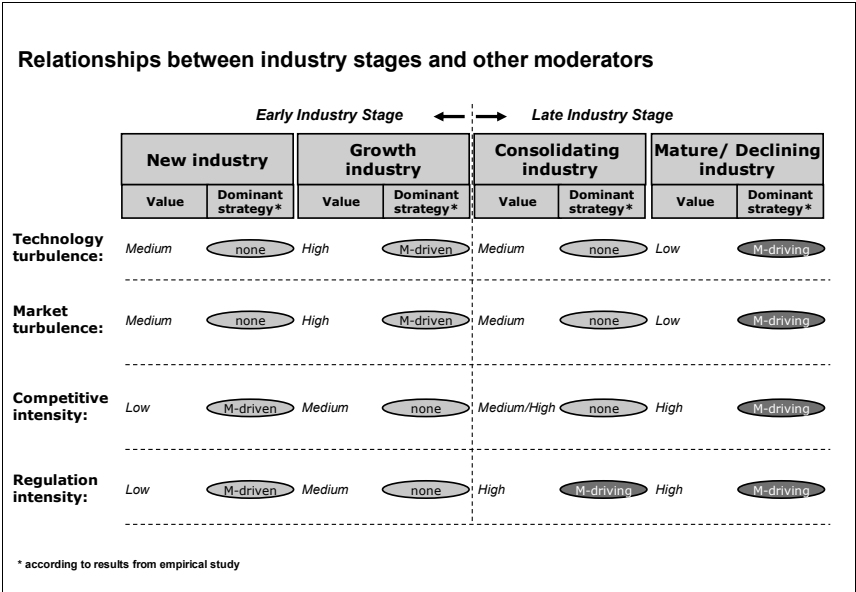 Relationships between industry stages and other moderators
Early Industry Stage Late Industry Stage
New industry Growth industry Consolidating industry Mature/ Declining industry
Value Dominant strategy* Value Dominant strategy* Value Dominant strategy* Value Dominant strategy*
Technology turbulence: Medium none High M-driven Medium none Low M-driving
Market turbulence: Medium none High M-driven Medium none Low M-driving
Competitive intensity: Low M-driven Medium none Medium/High none High M-driving
Regulation intensity: Low M-driven Medium none High M-driving High M-driving
* according to results from empirical study